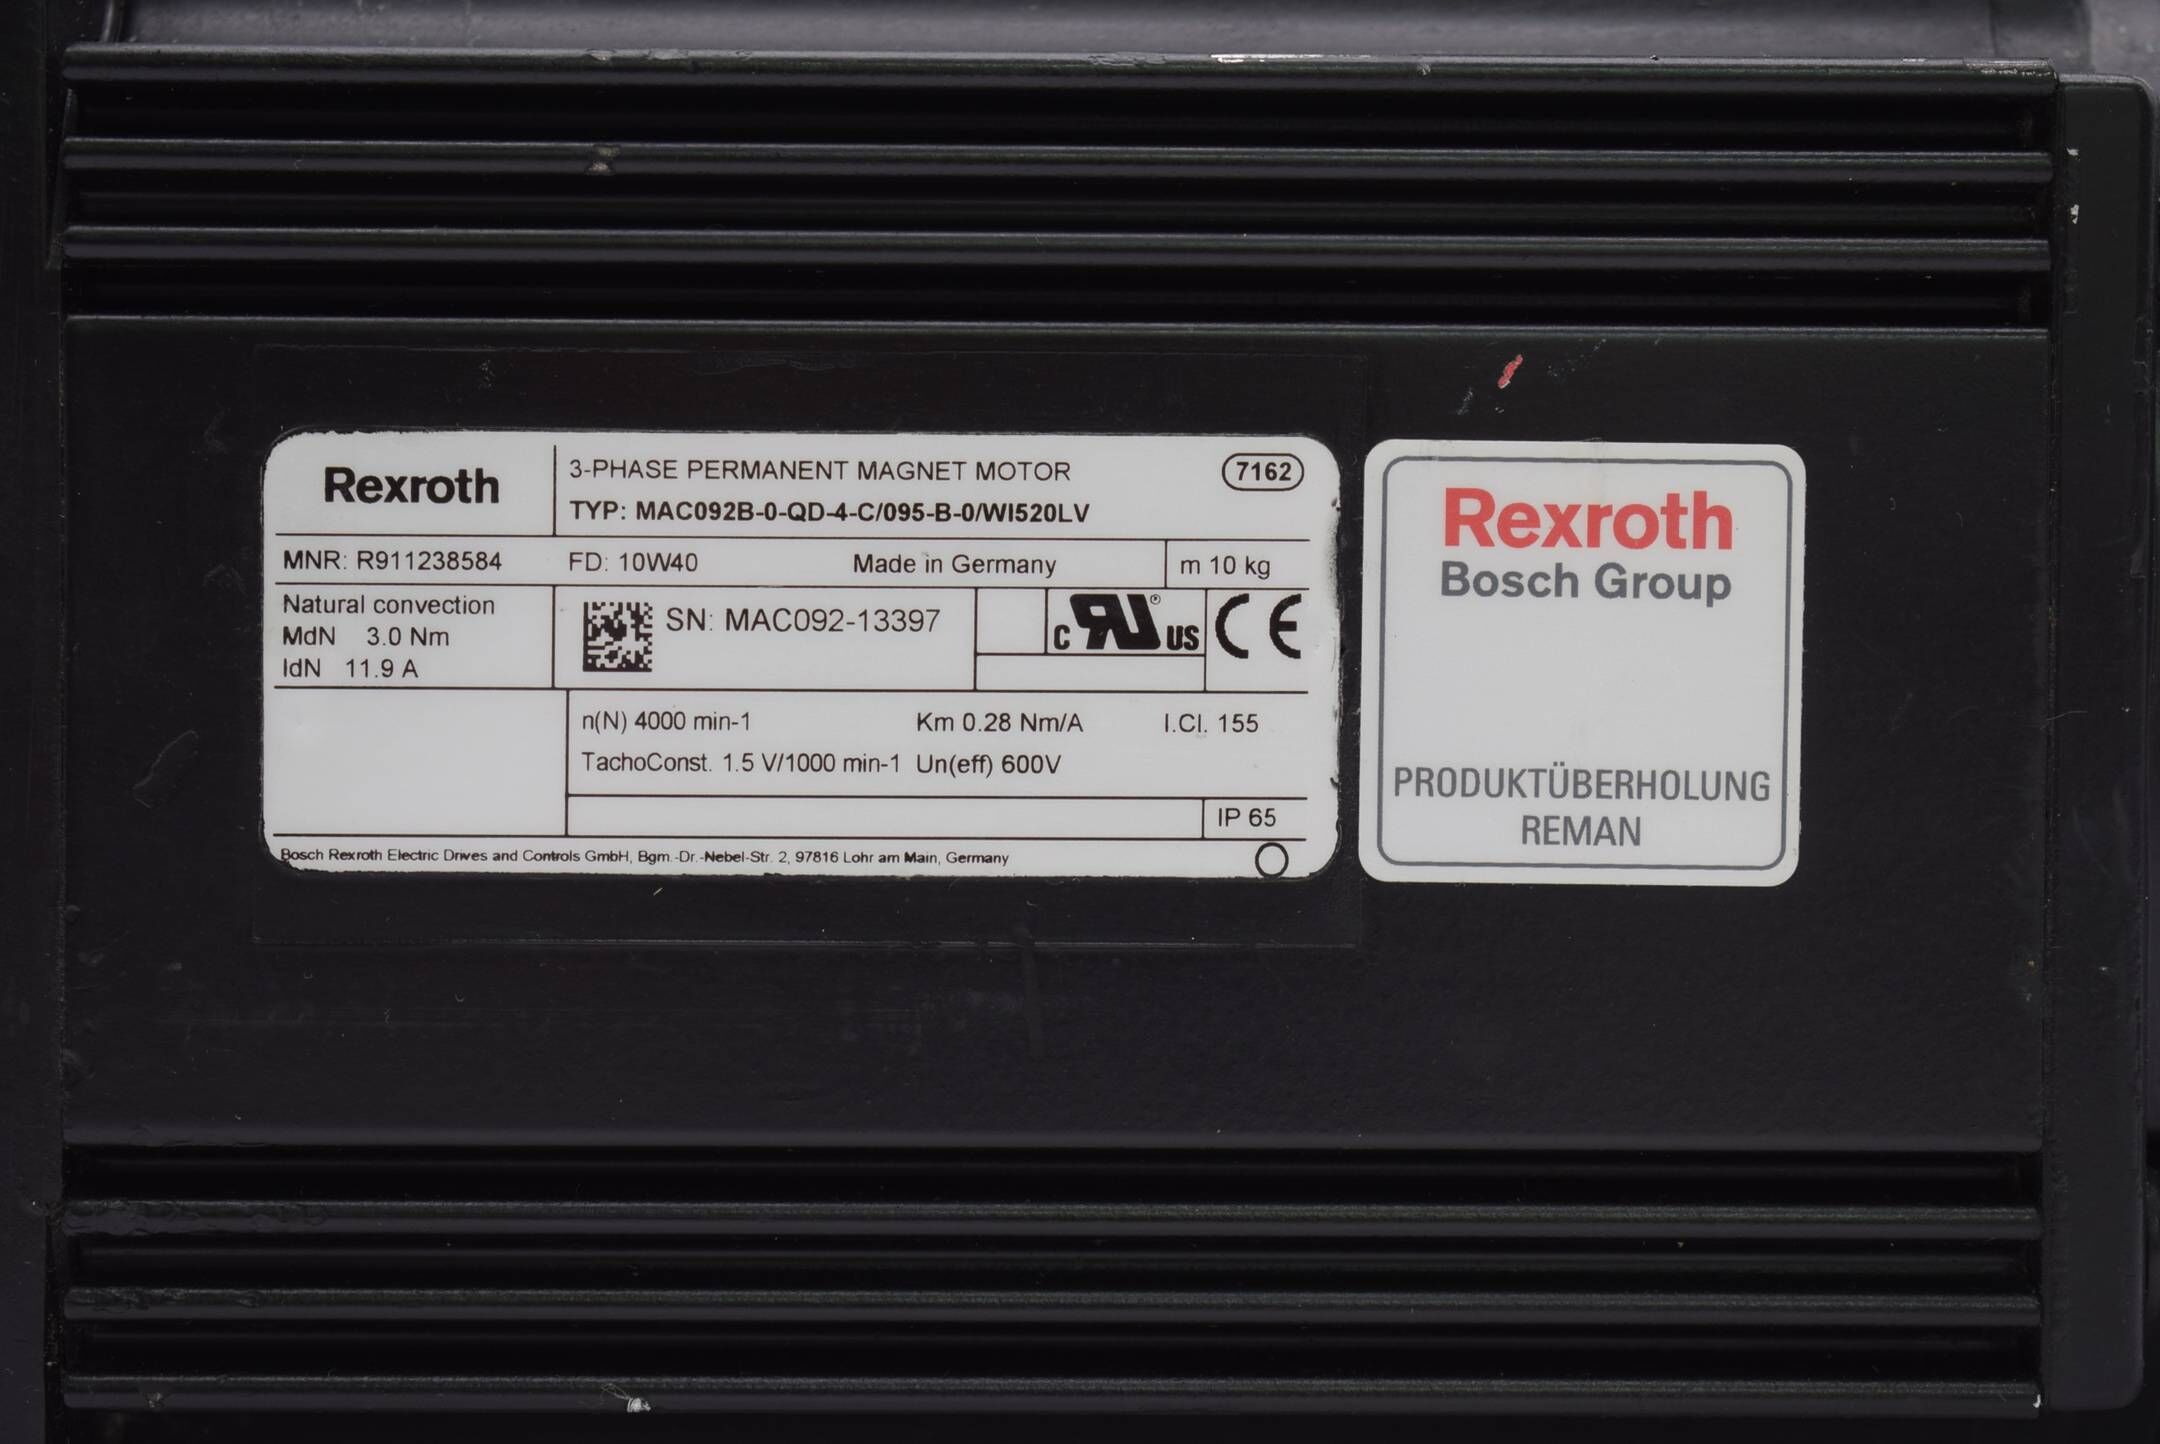 Rexroth
3-PHASE PERMANENT MAGNET MOTOR
7162
TYP: MAC092B-0-QD-4-C/095-B-0/WI520LV
MNR: R911238584
FD: 10W40
Made in Germany
m 10 kg
Natural convection
MdN 3.0 Nm
IdN 11.9 A
SN: MAC092-13397
c RU ® US
CE
n(N) 4000 min-1
Km 0.28 Nm/A
I.Cl. 155
TachoConst. 1.5 V/1000 min-1
Un(eff) 600V
IP 65
Bosch Rexroth Electric Drives and Controls GmbH, Bgm.-Dr.-Nebel-Str. 2, 97816 Lohr am Main, Germany
Rexroth
Bosch Group
PRODUKTÜBERHOLUNG
REMAN